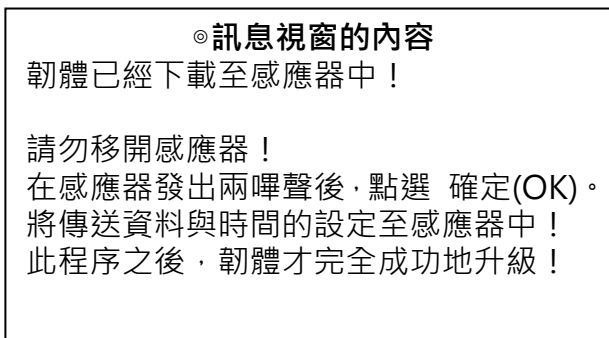 ◎訊息視窗的內容
韌體已經下載至感應器中！
請勿移開感應器！
在感應器發出兩嗶聲後，點選 確定(OK)。
將傳送資料與時間的設定至感應器中！
此程序之後，韌體才完全成功地升級！